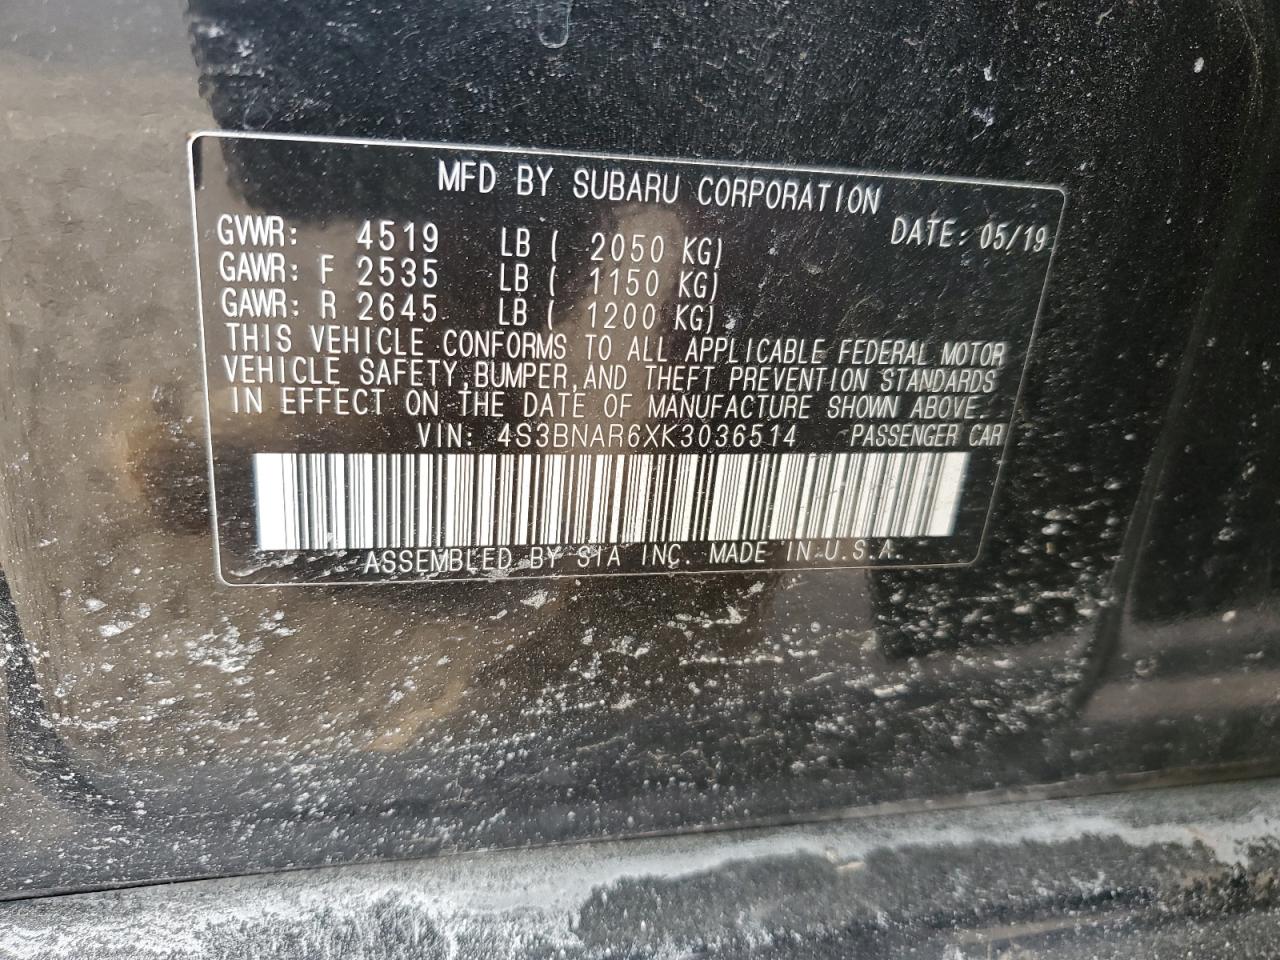 MFD BY SUBARU CORPORATION
DATE: 05/19
GVWR: 4519 LB ( 2050 KG)
GAWR: F 2535 LB ( 1150 KG)
GAWR: R 2645 LB ( 1200 KG)
THIS VEHICLE CONFORMS TO ALL APPLICABLE FEDERAL MOTOR
VEHICLE SAFETY,BUMPER,AND THEFT PREVENTION STANDARDS
IN EFFECT ON THE DATE OF MANUFACTURE SHOWN ABOVE.
VIN: 4S3BNAR6XK3036514 PASSENGER CAR
ASSEMBLED BY SIA INC. MADE IN U.S.A.